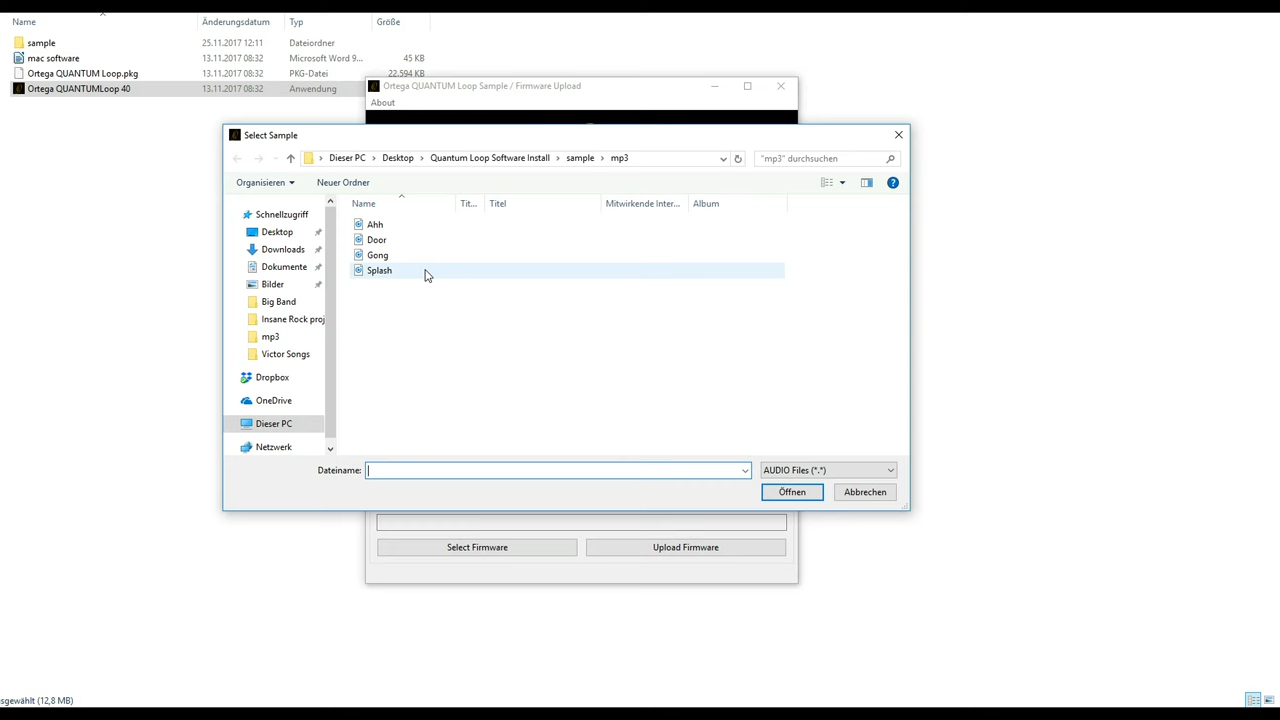 Name Änderungsdatum Typ Größe
sample 25.11.2017 12:11 Dateiordner
mac software 13.11.2017 08:32 Microsoft Word 9... 45 KB
Ortega QUANTUM Loop.pkg 13.11.2017 08:32 PKG-Datei 22.594 KB
Ortega QUANTUMLoop 40 13.11.2017 08:32 Anwendung
Ortega QUANTUM Loop Sample / Firmware Upload
About
Select Sample
Dieser PC Desktop Quantum Loop Software Install sample mp3 "mp3" durchsuchen
Organisieren Neuer Ordner
Name Tit... Titel Mitwirkende Inter... Album
Schnellzugriff
Desktop
Downloads
Dokumente
Bilder
Big Band
Insane Rock proj
mp3
Victor Songs
Dropbox
OneDrive
Dieser PC
Netzwerk
Ahh
Door
Gong
Splash
Dateiname: AUDIO Files (*.*)
Öffnen Abbrechen
Select Firmware Upload Firmware
sgewählt (12,8 MB)